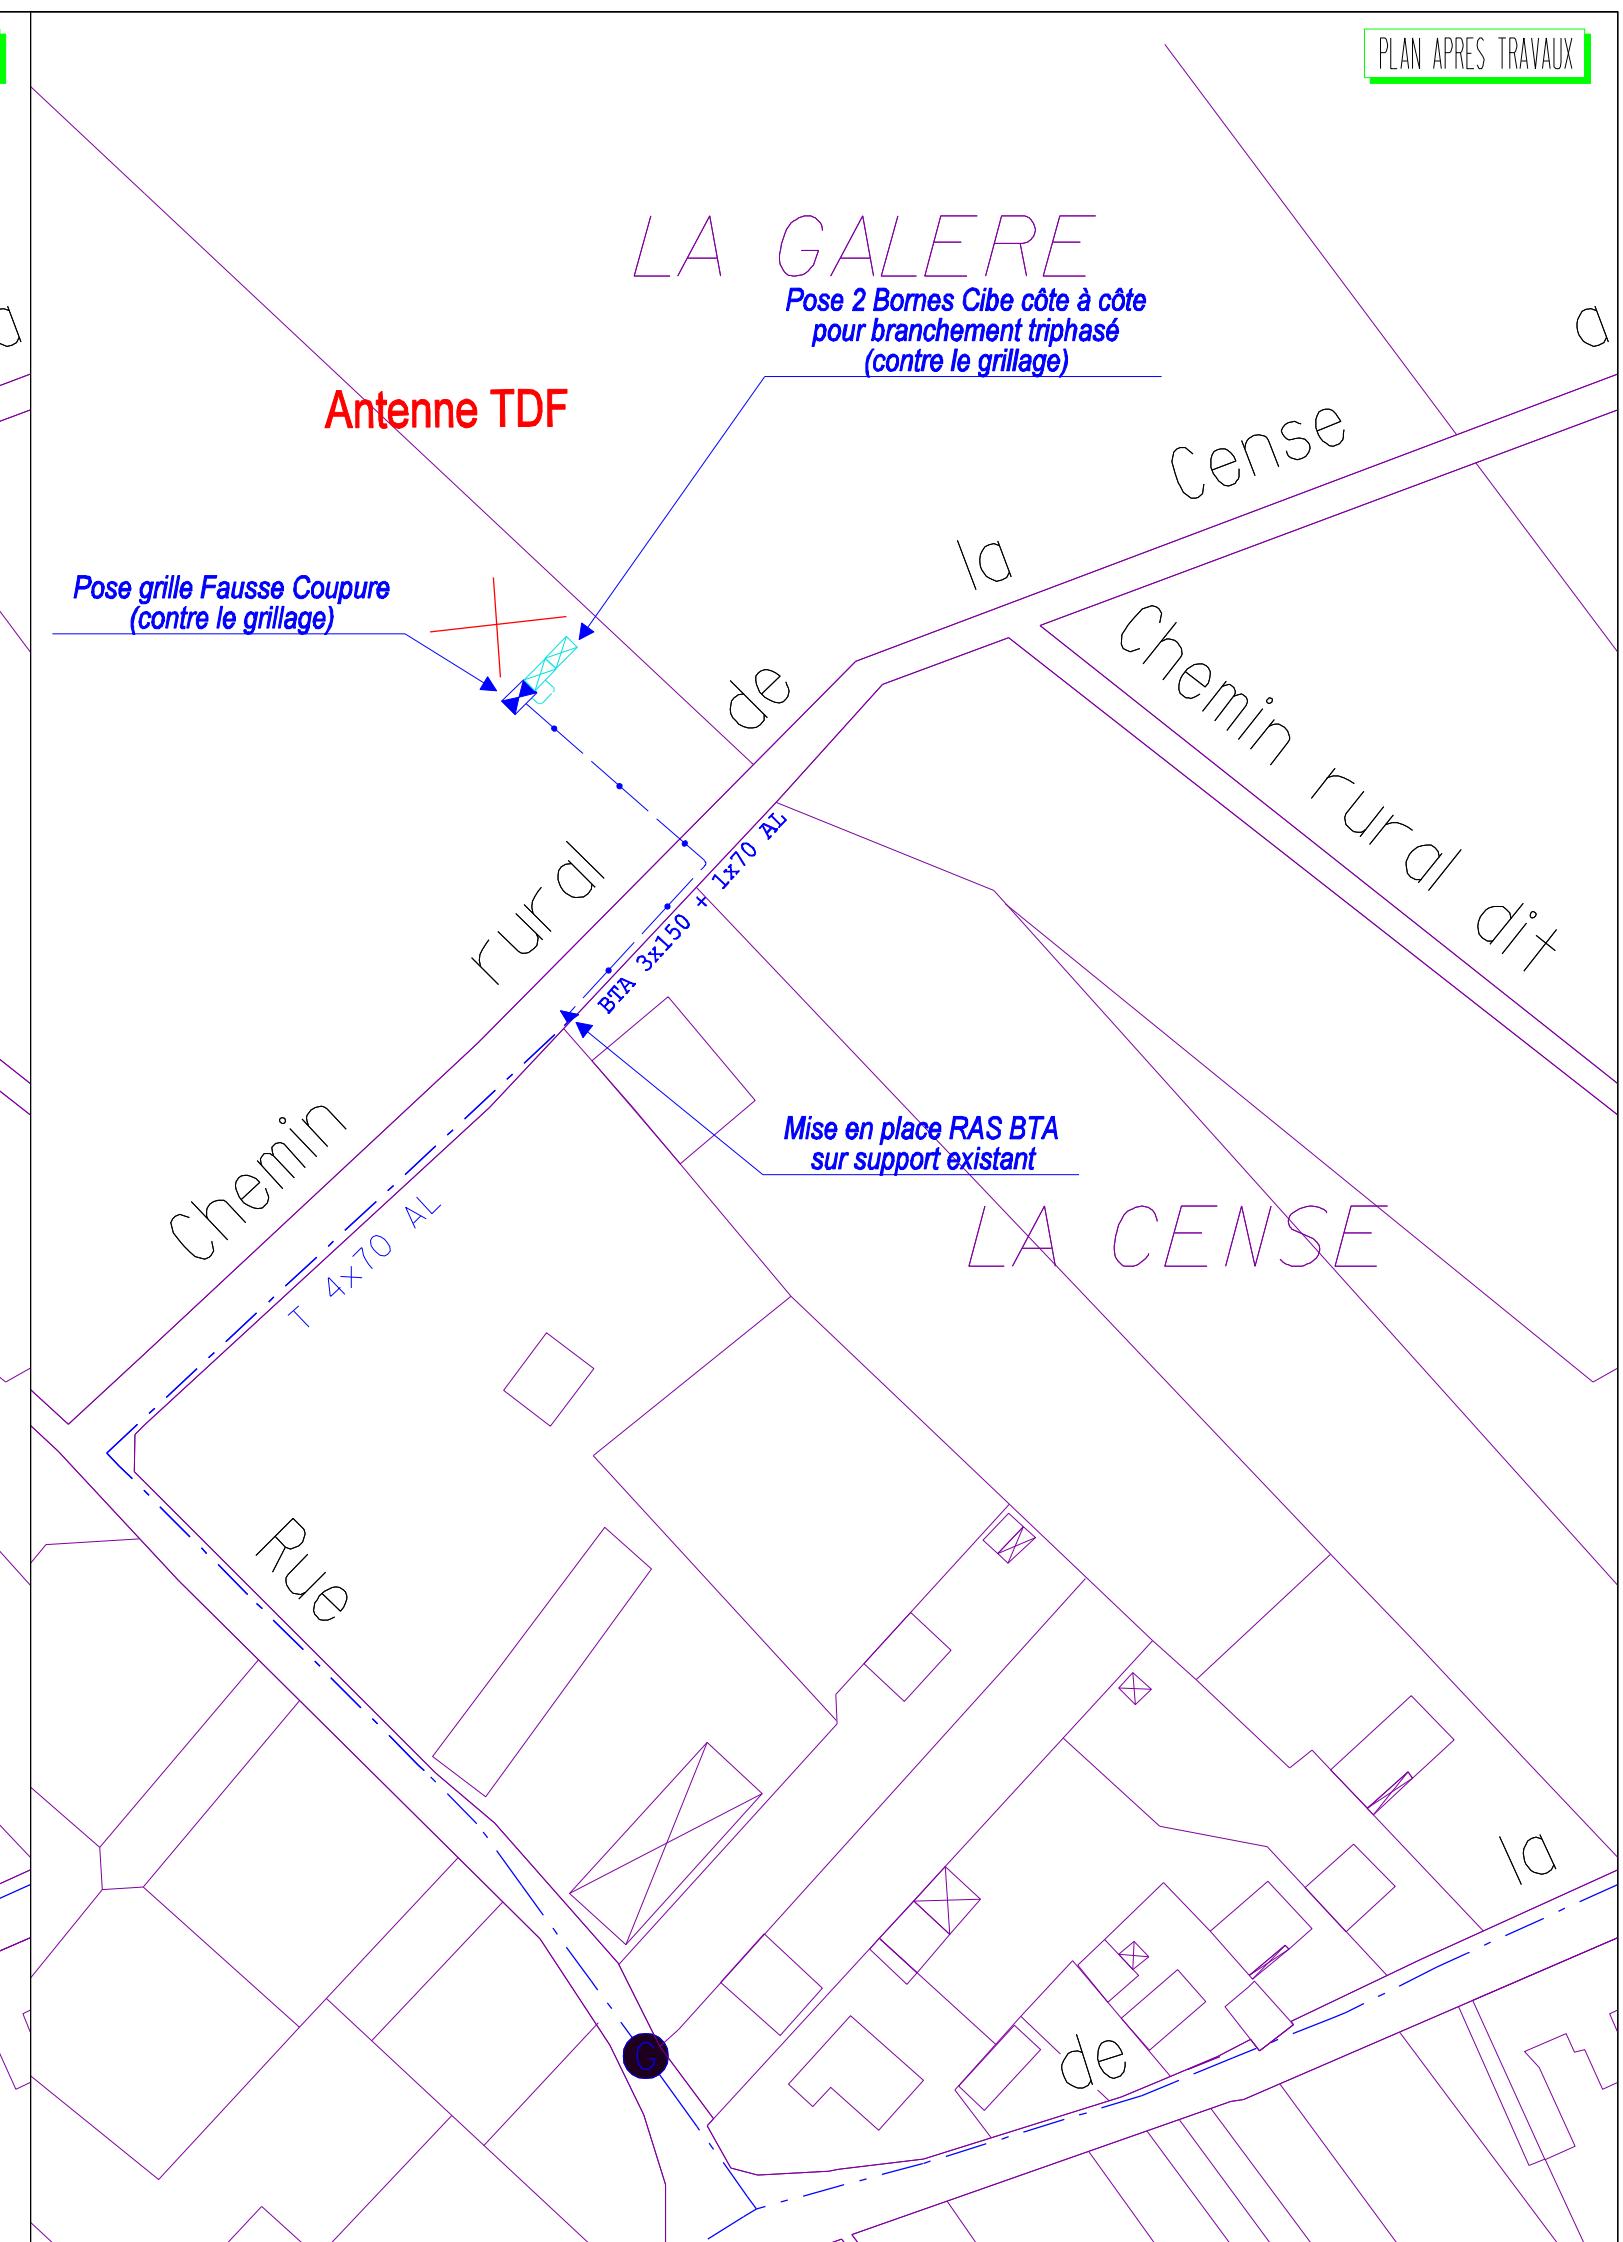 PLAN APRES TRAVAUX
LA GALERE
Pose 2 Bornes Cibe côte à côte
pour branchement triphasé
(contre le grillage)
a
a
Antenne TDF
Cense
la
Pose grille Fausse Coupure
(contre le grillage)
de
Chemin rural dit
rural
BTA 3x150 + 1x70 AL
Chemin
Mise en place RAS BTA
sur support existant
T 4x70 AL
LA CENSE
Rue
la
de
G